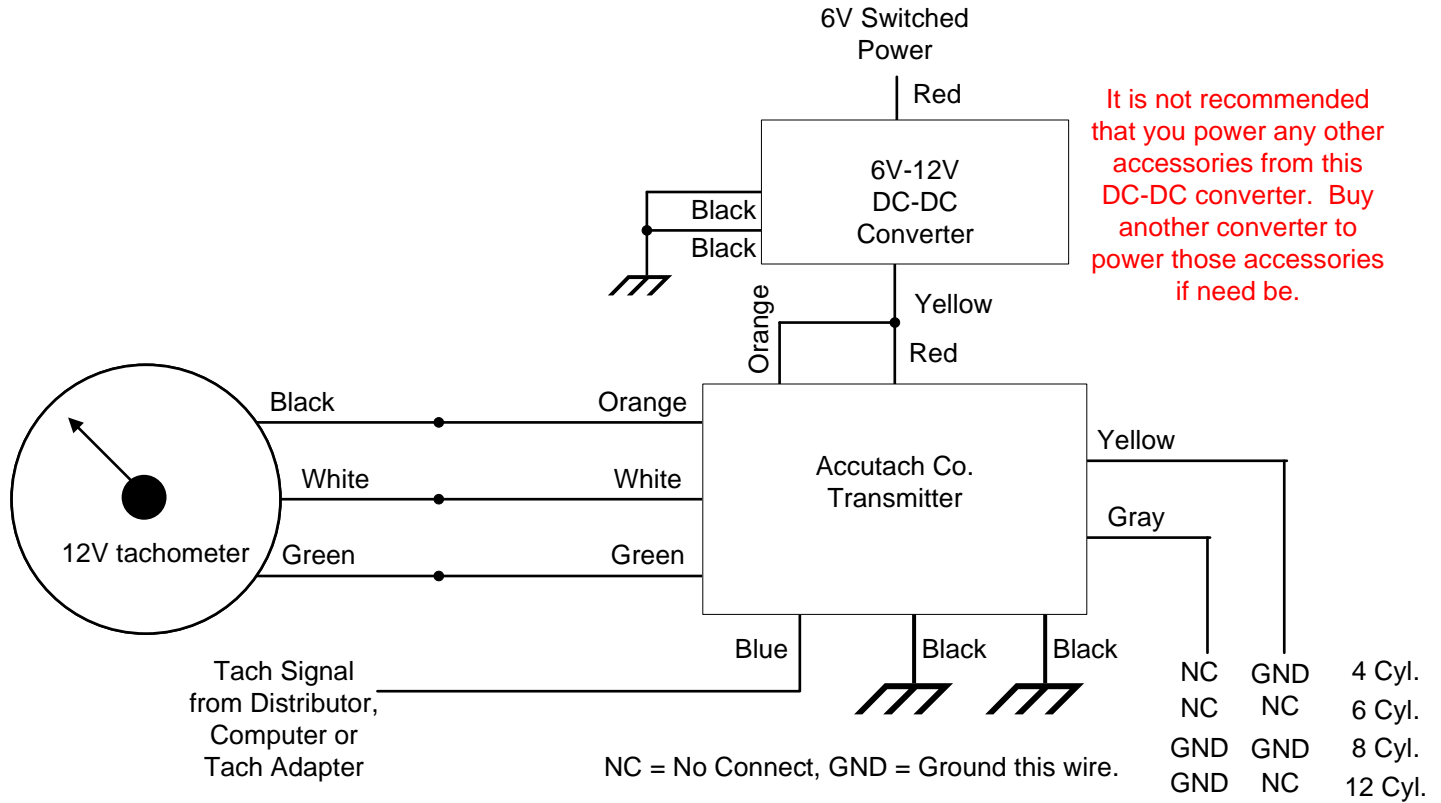 6V Switched
Power
Red
It is not recommended
that you power any other
accessories from this
DC-DC converter. Buy
another converter to
power those accessories
if need be.
6V-12V
DC-DC
Converter
Black
Black
Yellow
Orange
Red
Black
Orange
White
White
Green
Green
12V tachometer
Accutach Co.
Transmitter
Yellow
Gray
Blue
Black
Black
Tach Signal
from Distributor,
Computer or
Tach Adapter
NC GND 4 Cyl.
NC NC 6 Cyl.
GND GND 8 Cyl.
GND NC 12 Cyl.
NC = No Connect, GND = Ground this wire.